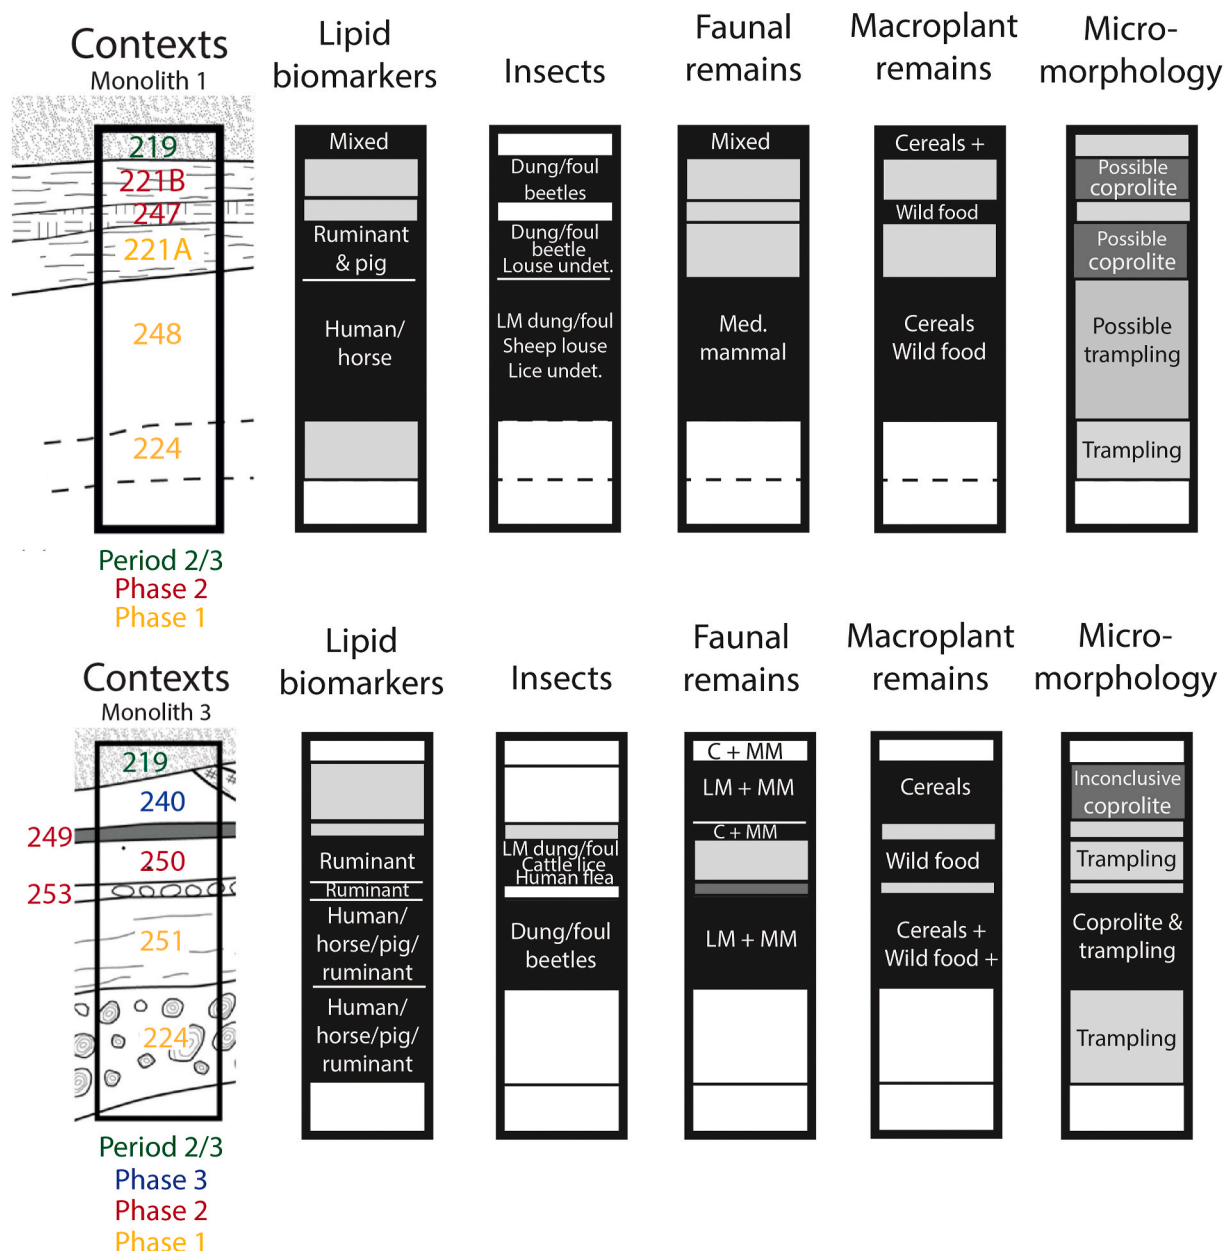 Contexts
Monolith 1
Lipid
biomarkers
Insects
Faunal
remains
Macroplant
remains
Micro-
morphology
219
221B
247
221A
248
224
Mixed
Ruminant
& pig
Human/
horse
Dung/foul
beetles
Dung/foul
beetle
Louse undet.
LM dung/foul
Sheep louse
Lice undet.
Mixed
Med.
mammal
Cereals +
Wild food
Cereals
Wild food
Possible
coprolite
Possible
coprolite
Possible
trampling
Trampling
Period 2/3
Phase 2
Phase 1
Contexts
Monolith 3
Lipid
biomarkers
Insects
Faunal
remains
Macroplant
remains
Micro-
morphology
219
240
249
250
253
251
224
Ruminant
Ruminant
Human/
horse/pig/
ruminant
Human/
horse/pig/
ruminant
LM dung/foul
Cattle lice
Human flea
Dung/foul
beetles
C + MM
LM + MM
C + MM
LM + MM
Cereals
Wild food
Cereals +
Wild food +
Inconclusive
coprolite
Trampling
Coprolite &
trampling
Trampling
Period 2/3
Phase 3
Phase 2
Phase 1